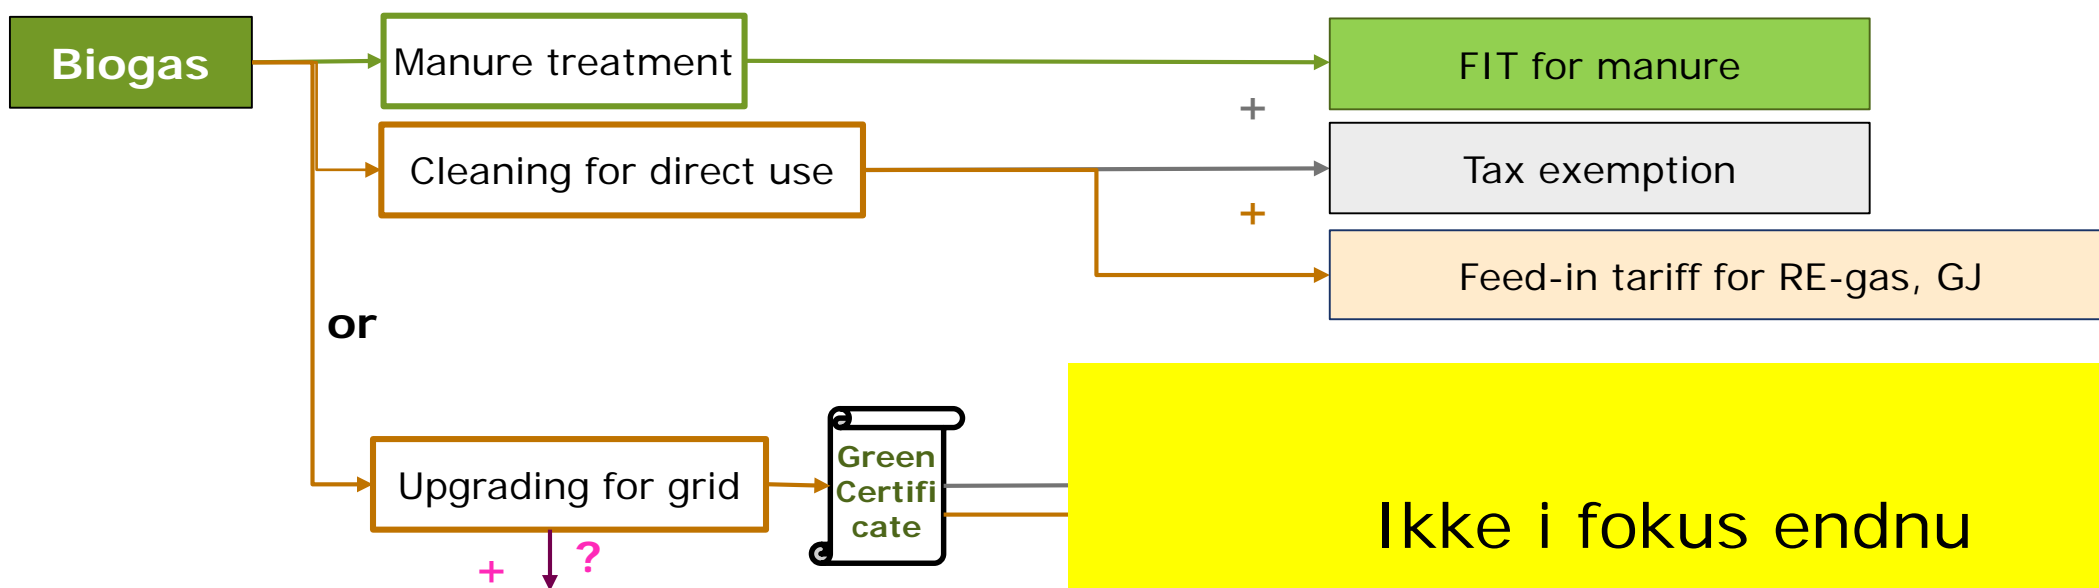 Biogas
Manure treatment
FIT for manure
+
Cleaning for direct use
Tax exemption
+
Feed-in tariff for RE-gas, GJ
or
Upgrading for grid
Green
Certifi
cate
Ikke i fokus endnu
+
?